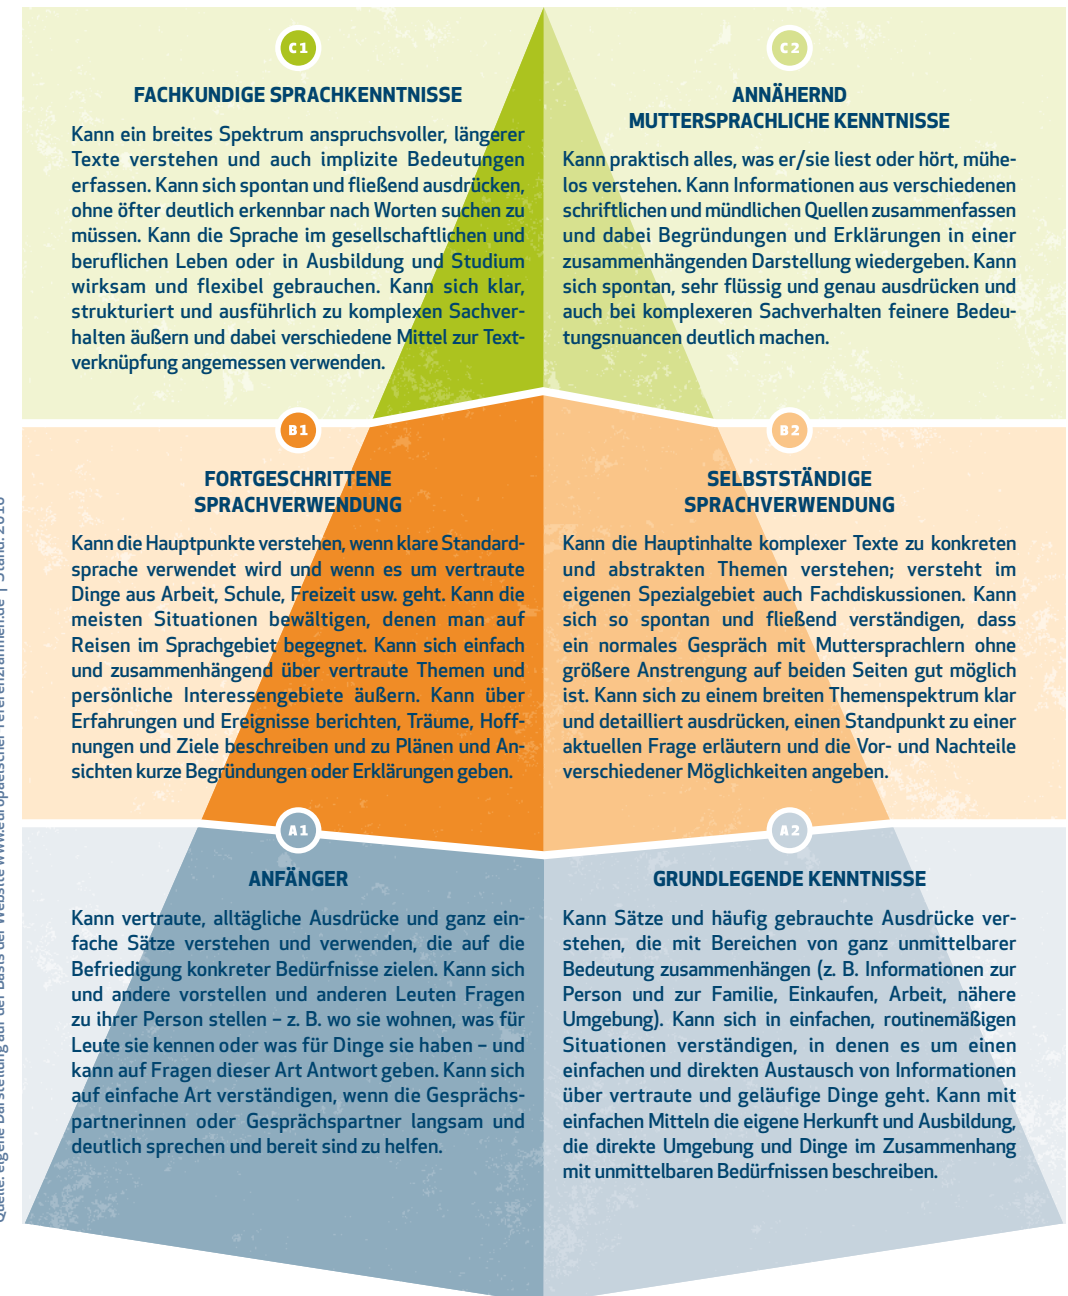 C1
FACHKUNDIGE SPRACHKENNTNISSE
Kann ein breites Spektrum anspruchsvoller, längerer
Texte verstehen und auch implizite Bedeutungen
erfassen. Kann sich spontan und fließend ausdrücken,
ohne öfter deutlich erkennbar nach Worten suchen zu
müssen. Kann die Sprache im gesellschaftlichen und
beruflichen Leben oder in Ausbildung und Studium
wirksam und flexibel gebrauchen. Kann sich klar,
strukturiert und ausführlich zu komplexen Sachver-
halten äußern und dabei verschiedene Mittel zur Text-
verknüpfung angemessen verwenden.
C2
ANNÄHERND
MUTTERSPRACHLICHE KENNTNISSE
Kann praktisch alles, was er/sie liest oder hört, mühe-
los verstehen. Kann Informationen aus verschiedenen
schriftlichen und mündlichen Quellen zusammenfassen
und dabei Begründungen und Erklärungen in einer
zusammenhängenden Darstellung wiedergeben. Kann
sich spontan, sehr flüssig und genau ausdrücken und
auch bei komplexeren Sachverhalten feinere Bedeu-
tungsnuancen deutlich machen.
B1
FORTGESCHRITTENE
SPRACHVERWENDUNG
Kann die Hauptpunkte verstehen, wenn klare Standard-
sprache verwendet wird und wenn es um vertraute
Dinge aus Arbeit, Schule, Freizeit usw. geht. Kann die
meisten Situationen bewältigen, denen man auf
Reisen im Sprachgebiet begegnet. Kann sich einfach
und zusammenhängend über vertraute Themen und
persönliche Interessengebiete äußern. Kann über
Erfahrungen und Ereignisse berichten, Träume, Hoff-
nungen und Ziele beschreiben und zu Plänen und An-
sichten kurze Begründungen oder Erklärungen geben.
B2
SELBSTSTÄNDIGE
SPRACHVERWENDUNG
Kann die Hauptinhalte komplexer Texte zu konkreten
und abstrakten Themen verstehen; versteht im
eigenen Spezialgebiet auch Fachdiskussionen. Kann
sich so spontan und fließend verständigen, dass
ein normales Gespräch mit Muttersprachlern ohne
größere Anstrengung auf beiden Seiten gut möglich
ist. Kann sich zu einem breiten Themenspektrum klar
und detailliert ausdrücken, einen Standpunkt zu einer
aktuellen Frage erläutern und die Vor- und Nachteile
verschiedener Möglichkeiten angeben.
A1
ANFÄNGER
Kann vertraute, alltägliche Ausdrücke und ganz ein-
fache Sätze verstehen und verwenden, die auf die
Befriedigung konkreter Bedürfnisse zielen. Kann sich
und andere vorstellen und anderen Leuten Fragen
zu ihrer Person stellen – z. B. wo sie wohnen, was für
Leute sie kennen oder was für Dinge sie haben – und
kann auf Fragen dieser Art Antwort geben. Kann sich
auf einfache Art verständigen, wenn die Gesprächs-
partnerinnen oder Gesprächspartner langsam und
deutlich sprechen und bereit sind zu helfen.
A2
GRUNDLEGENDE KENNTNISSE
Kann Sätze und häufig gebrauchte Ausdrücke ver-
stehen, die mit Bereichen von ganz unmittelbarer
Bedeutung zusammenhängen (z. B. Informationen zur
Person und zur Familie, Einkaufen, Arbeit, nähere
Umgebung). Kann sich in einfachen, routinemäßigen
Situationen verständigen, in denen es um einen
einfachen und direkten Austausch von Informationen
über vertraute und geläufige Dinge geht. Kann mit
einfachen Mitteln die eigene Herkunft und Ausbildung,
die direkte Umgebung und Dinge im Zusammenhang
mit unmittelbaren Bedürfnissen beschreiben.
Quelle: eigene Darstellung auf der Basis der Website www.europaeischer-referenzrahmen.de | Stand: 2016